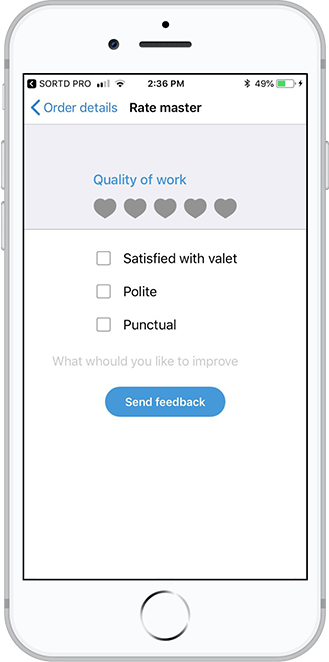 SORTD PRO 2:36 PM 49%
Order details Rate master
Quality of work
Satisfied with valet
Polite
Punctual
What whould you like to improve
Send feedback